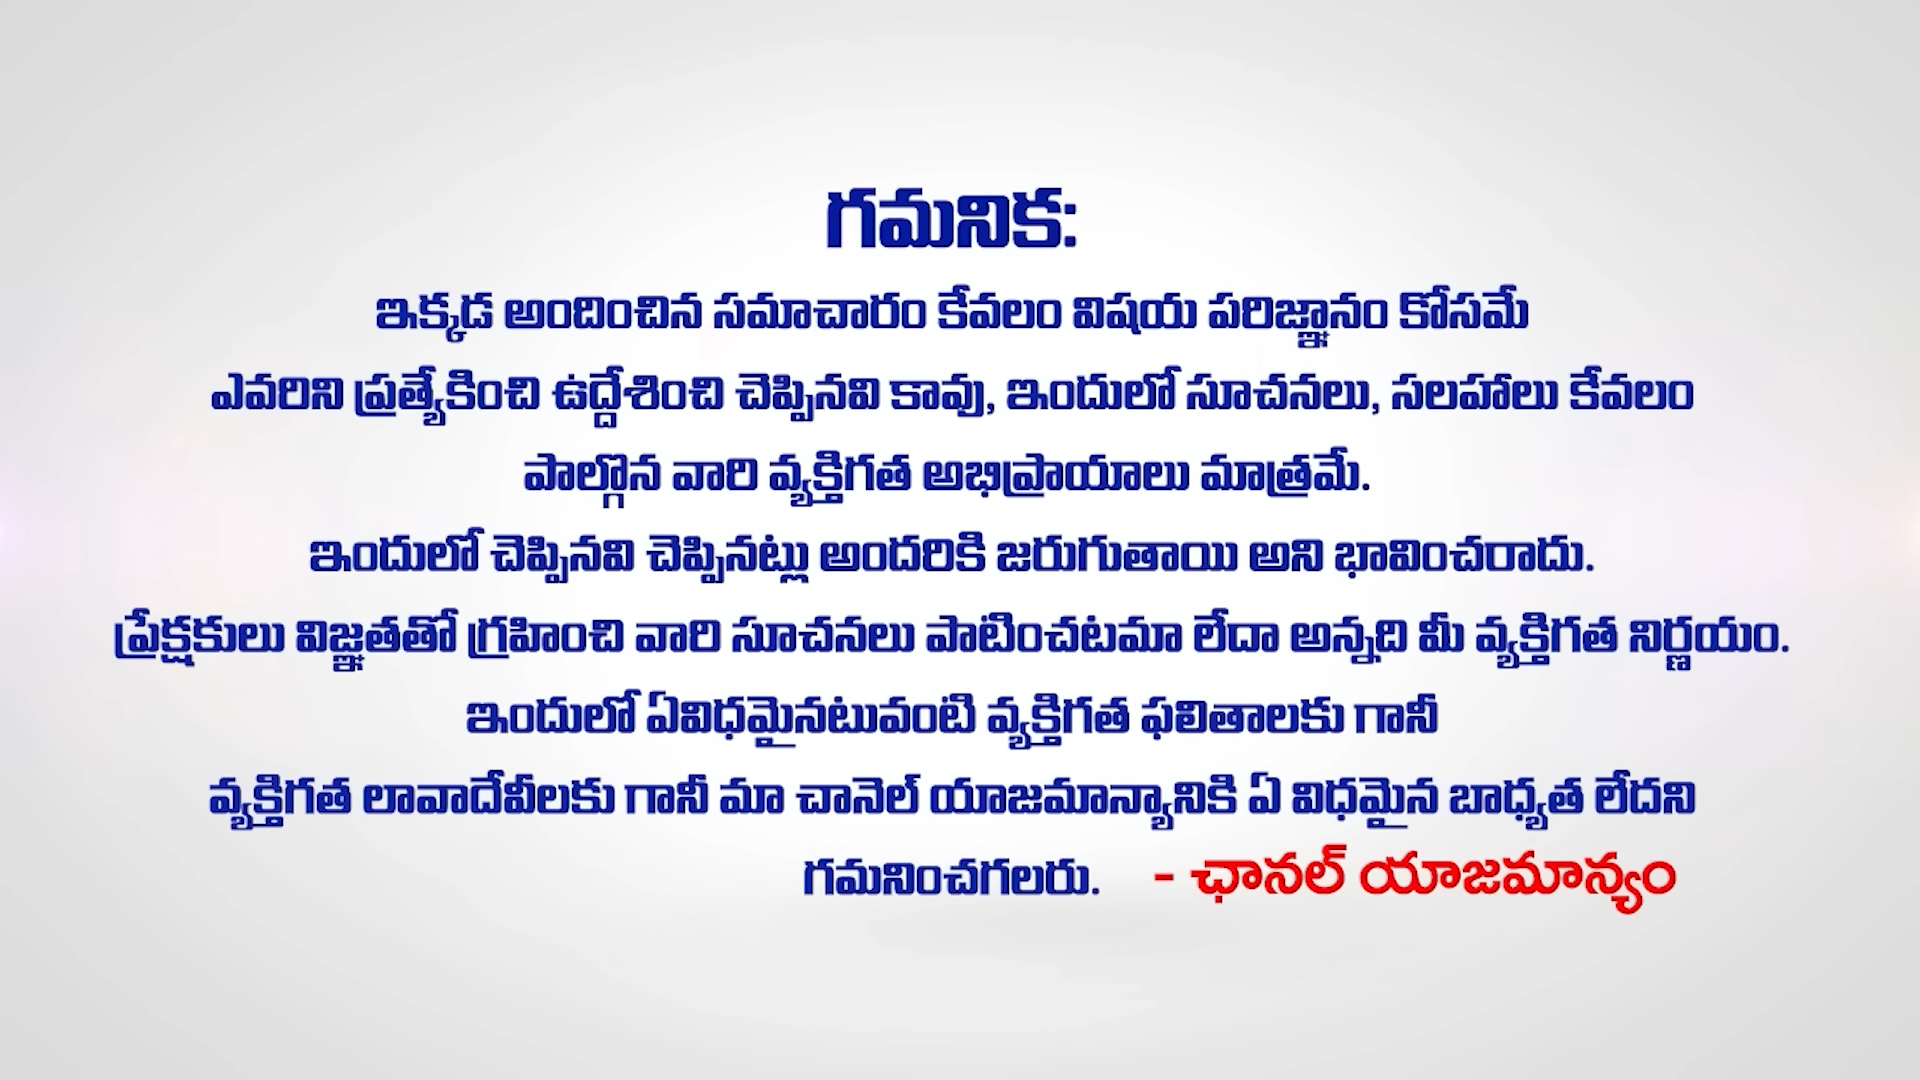 గమనిక:
ఇక్కడ అందించిన సమాచారం కేవలం విషయ పరిజ్ఞానం కోసమే
ఎవరిని ప్రత్యేకించి ఉద్దేశించి చెప్పినవి కావు, ఇందులో సూచనలు, సలహాలు కేవలం
పాల్గొన వారి వ్యక్తిగత అభిప్రాయాలు మాత్రమే.
ఇందులో చెప్పినవి చెప్పినట్లు అందరికి జరుగుతాయి అని భావించరాదు.
ప్రేక్షకులు విజ్ఞతతో గ్రహించి వారి సూచనలు పాటించటమా లేదా అన్నది మీ వ్యక్తిగత నిర్ణయం.
ఇందులో ఏవిధమైనటువంటి వ్యక్తిగత ఫలితాలకు గానీ
వ్యక్తిగత లావాదేవీలకు గానీ మా చానెల్ యాజమాన్యానికి ఏ విధమైన బాధ్యత లేదని
గమనించగలరు. - ఛానల్ యాజమాన్యం